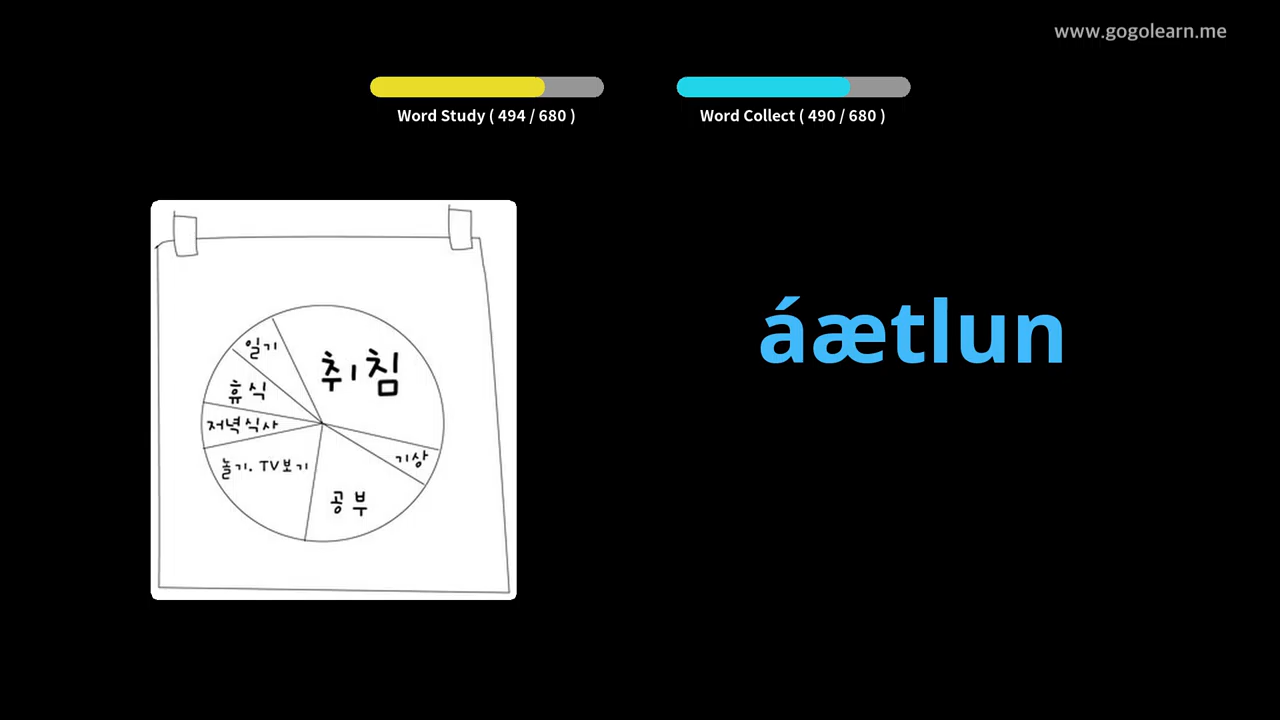 www.gogolearn.me
Word Study ( 494 / 680 )
Word Collect ( 490 / 680 )
áætlun
일기
취침
휴식
저녁식사
기상
놀기. TV보기
공부